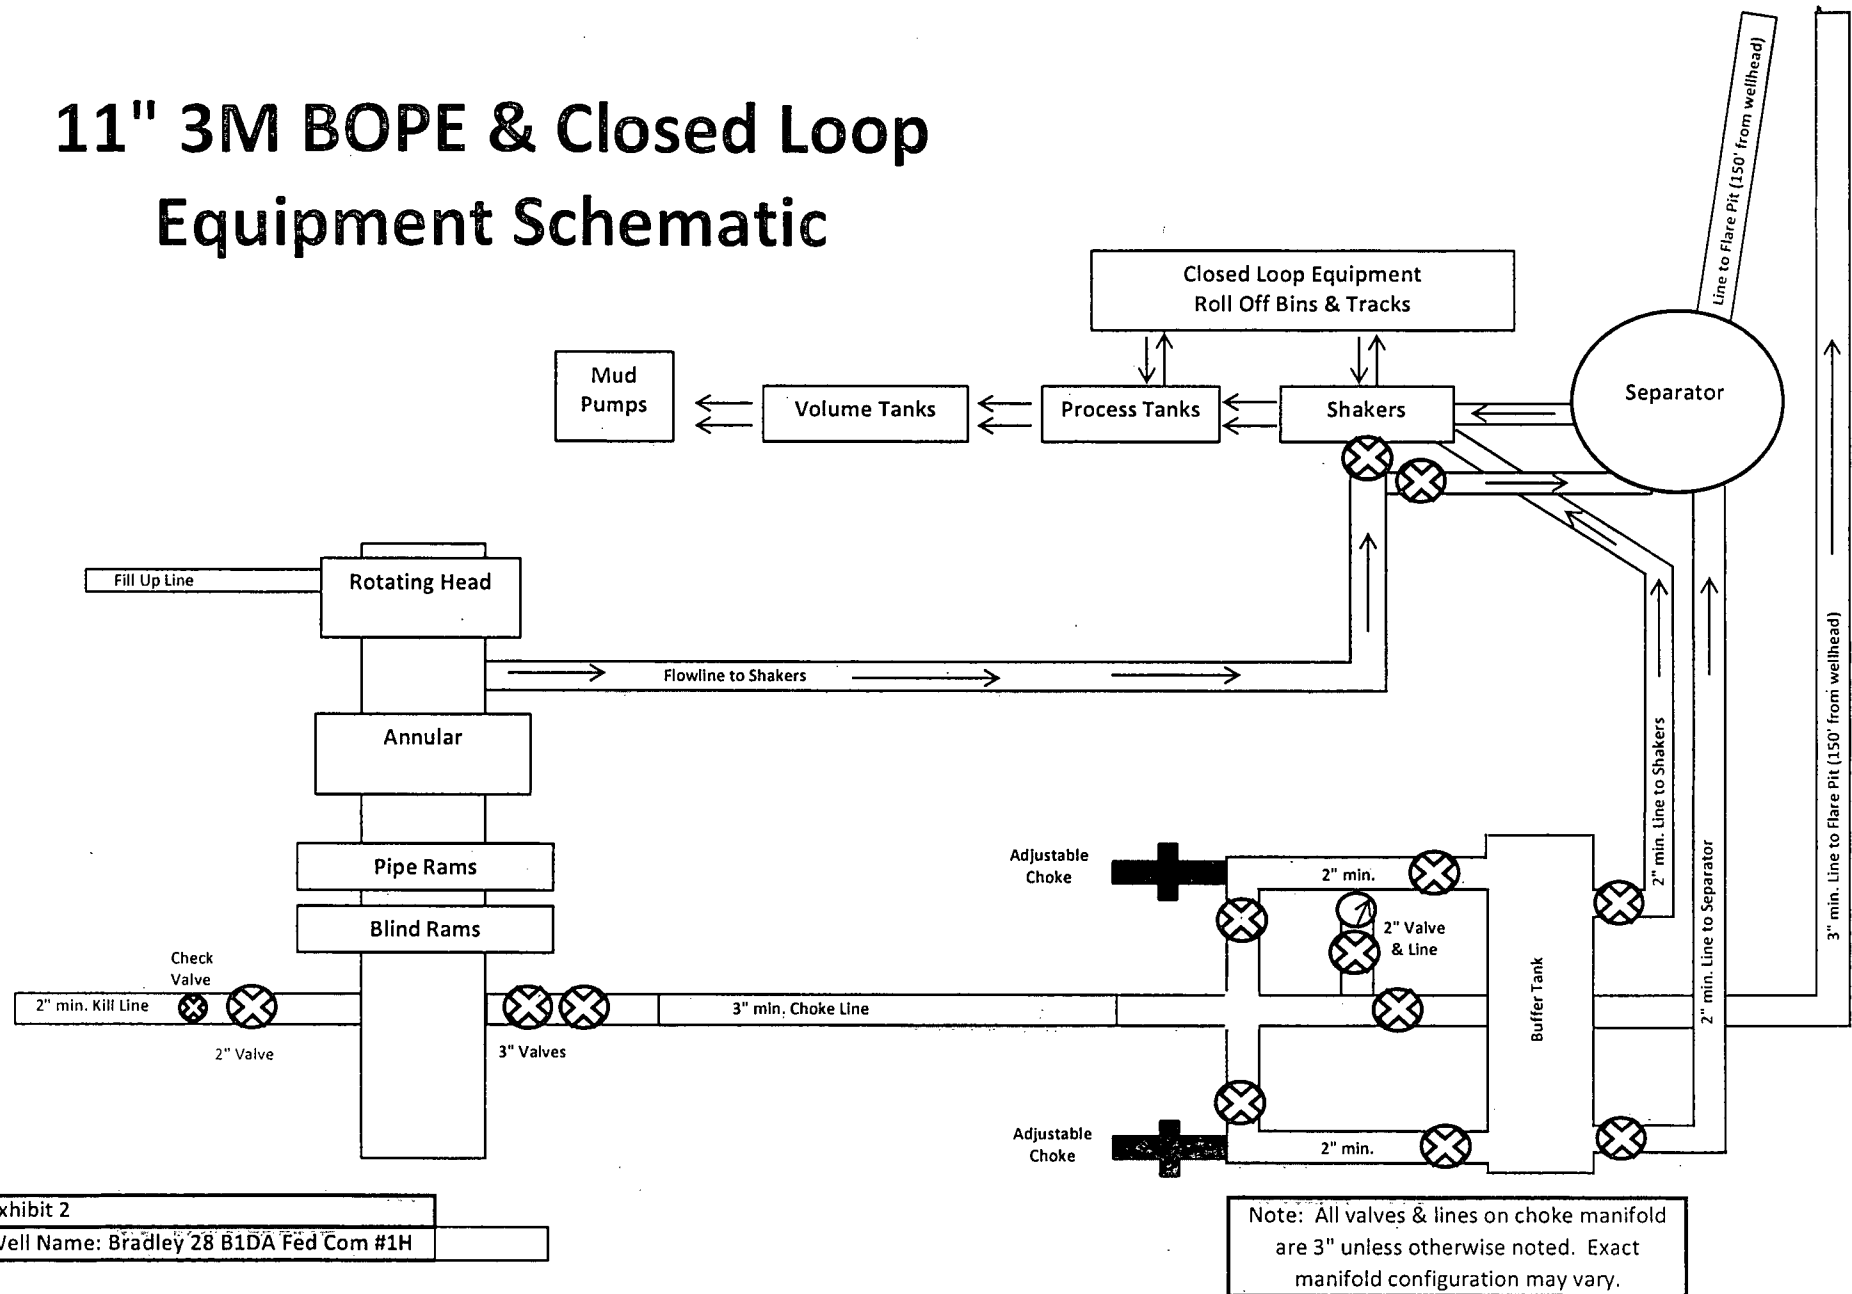 11" 3M BOPE & Closed Loop
Equipment Schematic
Line to Flare Pit (150' from wellhead)
Closed Loop Equipment
Roll Off Bins & Tracks
Mud
Pumps
Volume Tanks
Process Tanks
Shakers
Separator
Fill Up Line
Rotating Head
Flowline to Shakers
Annular
Pipe Rams
Blind Rams
Check
Valve
2" min. Kill Line
2" Valve
3" Valves
3" min. Choke Line
Adjustable
Choke
2" min.
2" Valve
& Line
Buffer Tank
2" min. Line to Shakers
2" min. Line to Separator
3" min. Line to Flare Pit (150' from wellhead)
Adjustable
Choke
2" min.
xhibit 2
Well Name: Bradley 28 B1DA Fed Com #1H
Note: All valves & lines on choke manifold
are 3" unless otherwise noted. Exact
manifold configuration may vary.